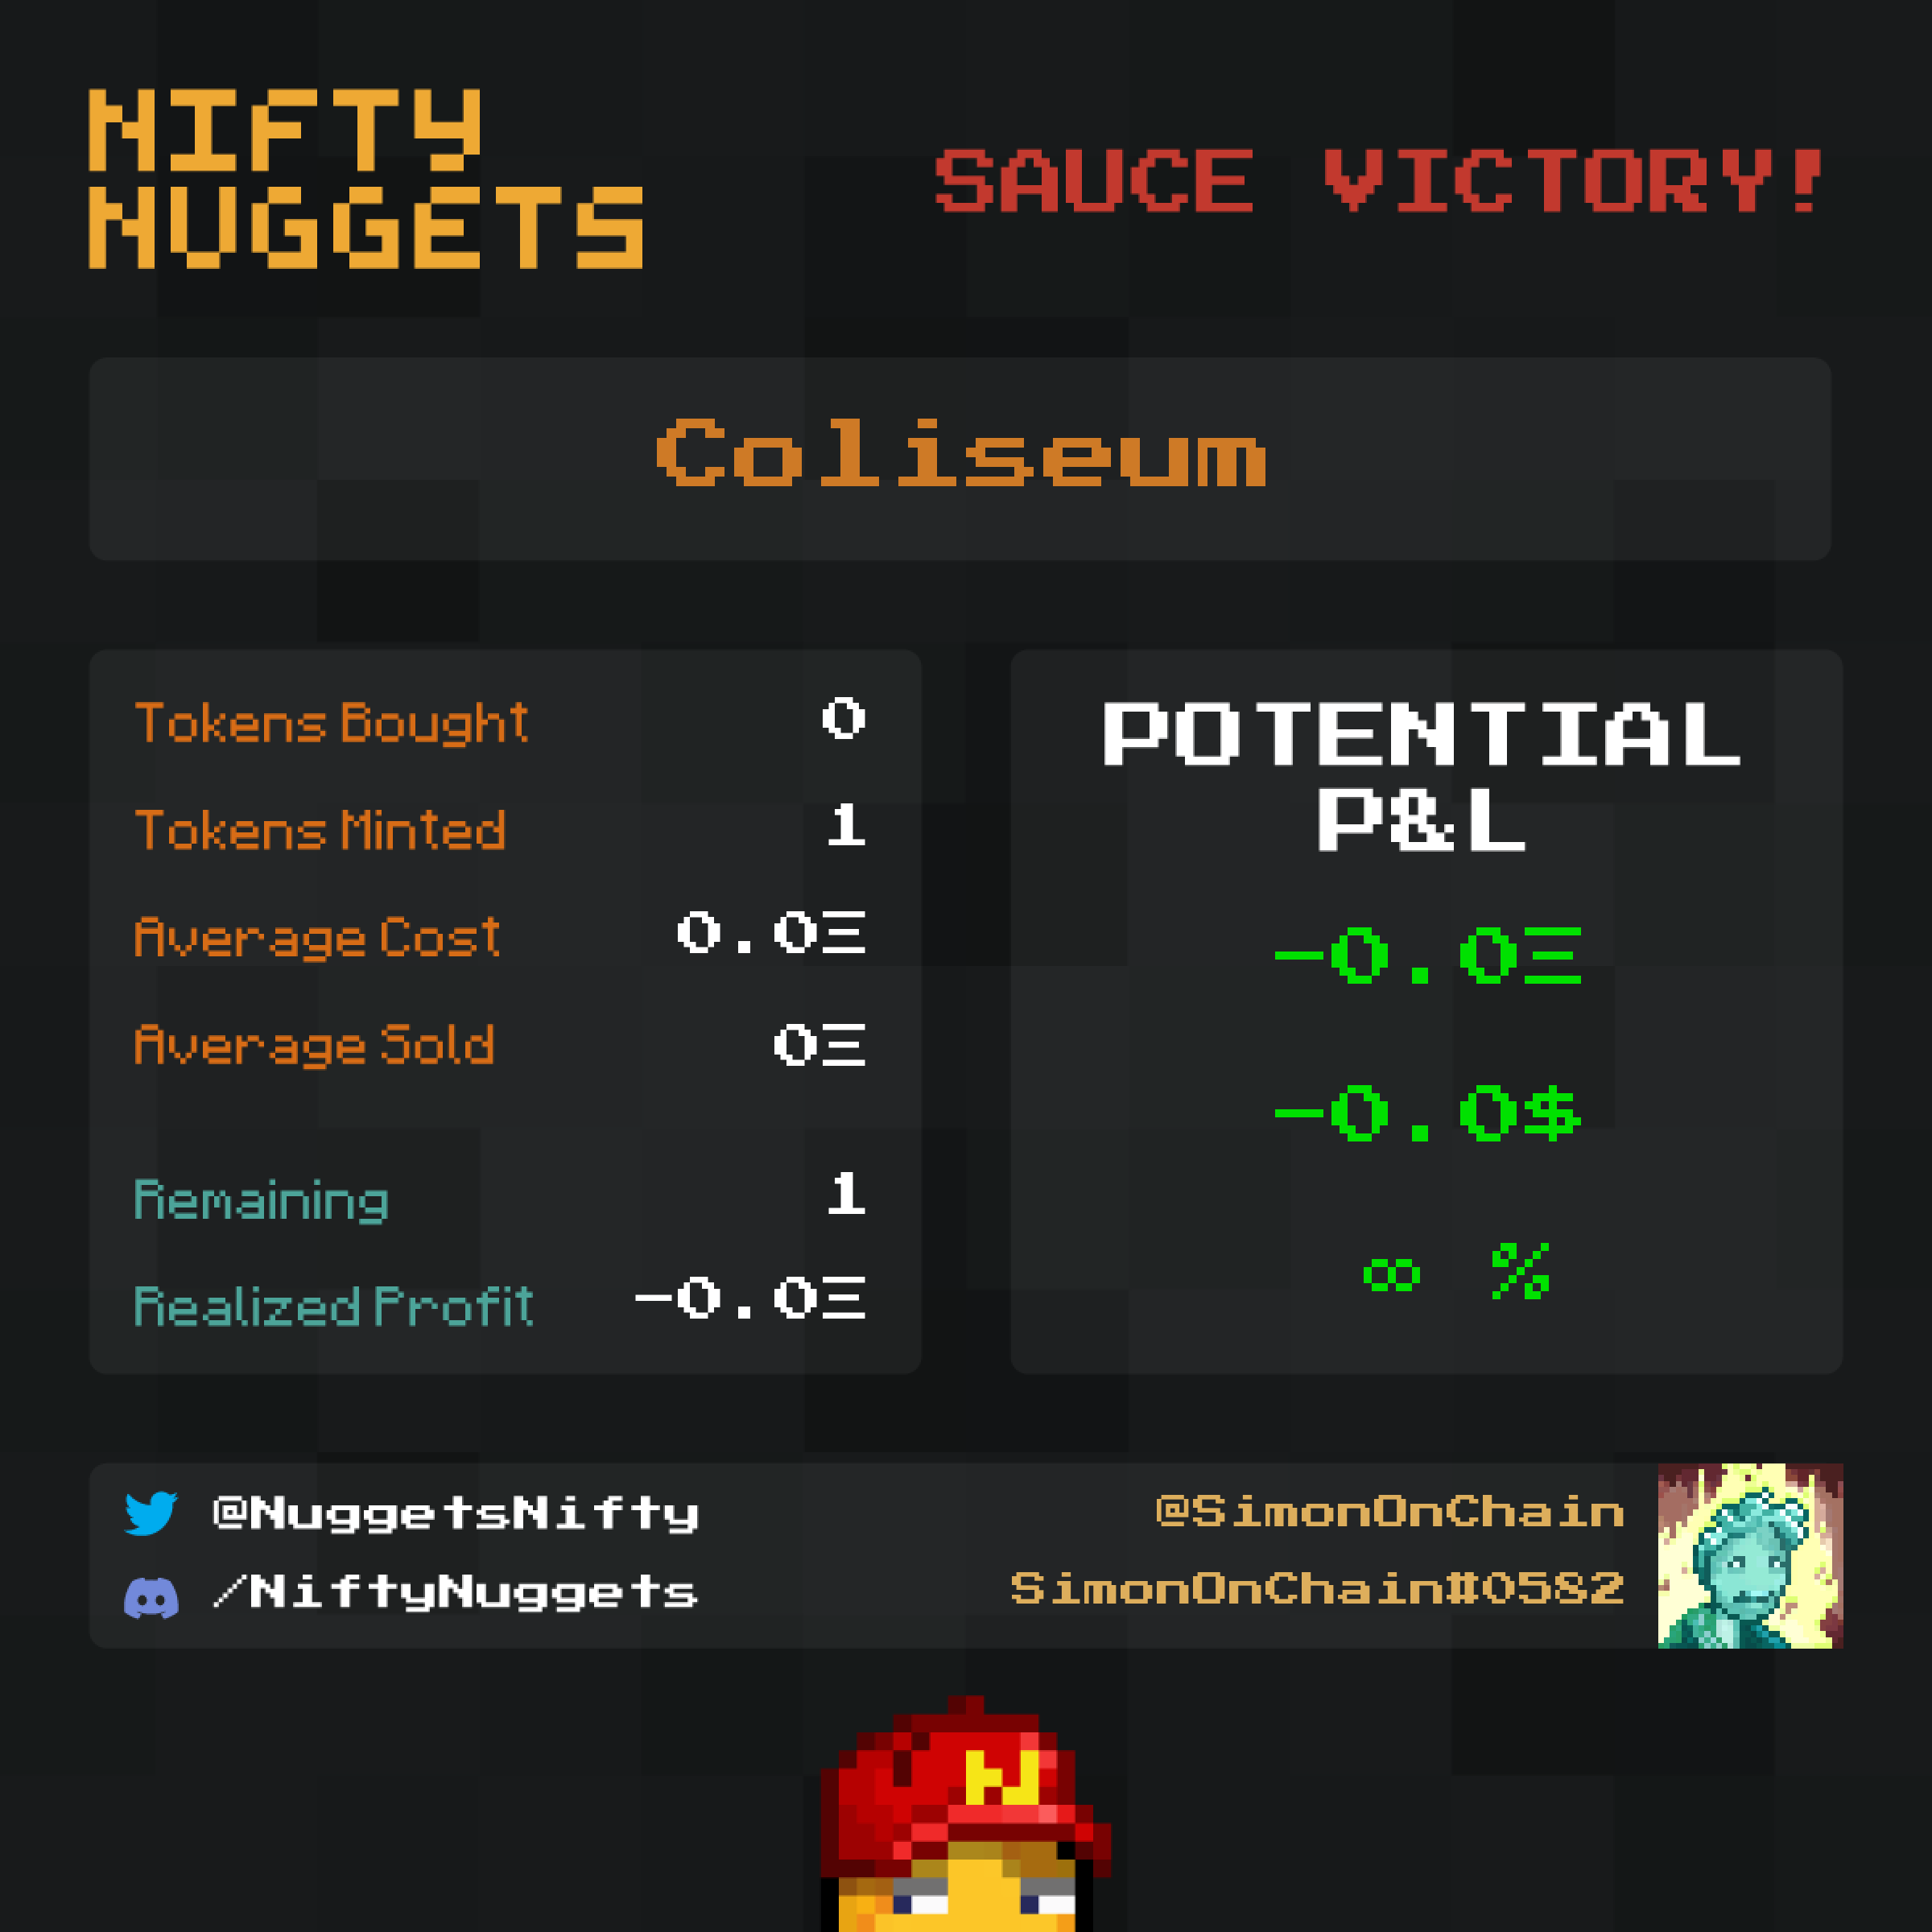 NIFTY
NUGGETS
SAUCE VICTORY!
Coliseum
Tokens Bought 0
Tokens Minted 1
Average Cost 0.0Ξ
Average Sold 0Ξ
Remaining 1
Realized Profit -0.0Ξ
POTENTIAL
P&L
-0.0Ξ
-0.0$
∞ %
@NuggetsNifty
/NiftyNuggets
@SimonOnChain
SimonOnChain#0582
N